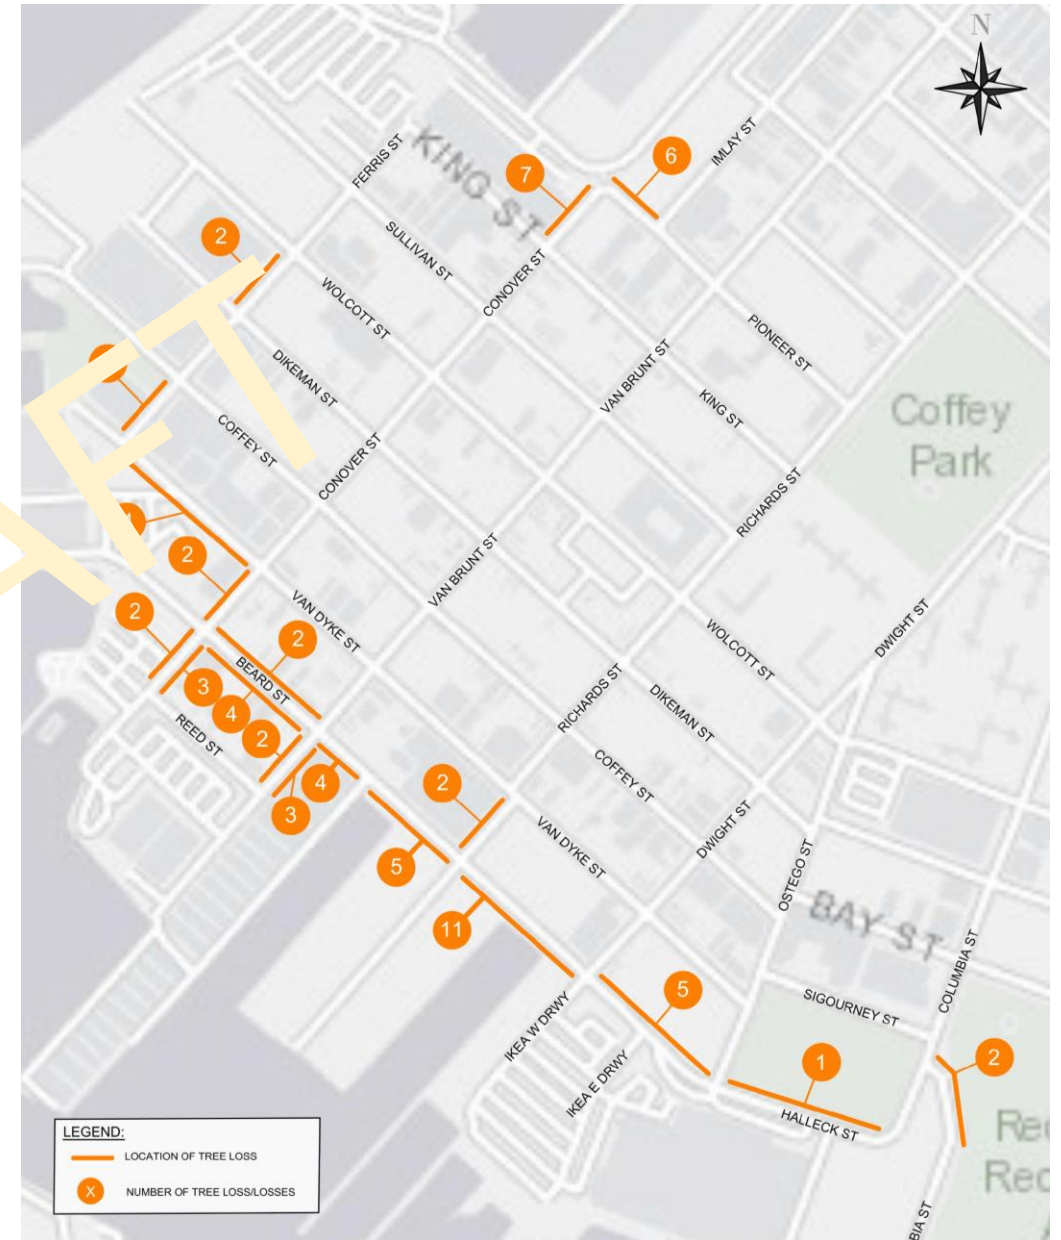 N
IMLAY ST
6
7
FERRIS ST
KING ST
2
SULLIVAN ST
CONOVER ST
WOLCOTT ST
PIONEER ST
VAN BRUNT ST
DIKEMAN ST
KING ST
Coffey
Park
COFFEY ST
CONOVER ST
RICHARDS ST
2
VAN BRUNT ST
VAN DYKE ST
2
2
DWIGHT ST
WOLCOTT ST
BEARD ST
3
4
2
REED ST
RICHARDS ST
DIKEMAN ST
4
3
2
COFFEY ST
5
VAN DYKE ST
DWIGHT ST
OSTEGO ST
BAY ST
11
COLUMBIA ST
5
SIGOURNEY ST
IKEA W DRWY
IKEA E DRWY
1
2
HALLECK ST
Rec
Rec
BIA ST
LEGEND:
LOCATION OF TREE LOSS
X
NUMBER OF TREE LOSS/LOSSES
AFT